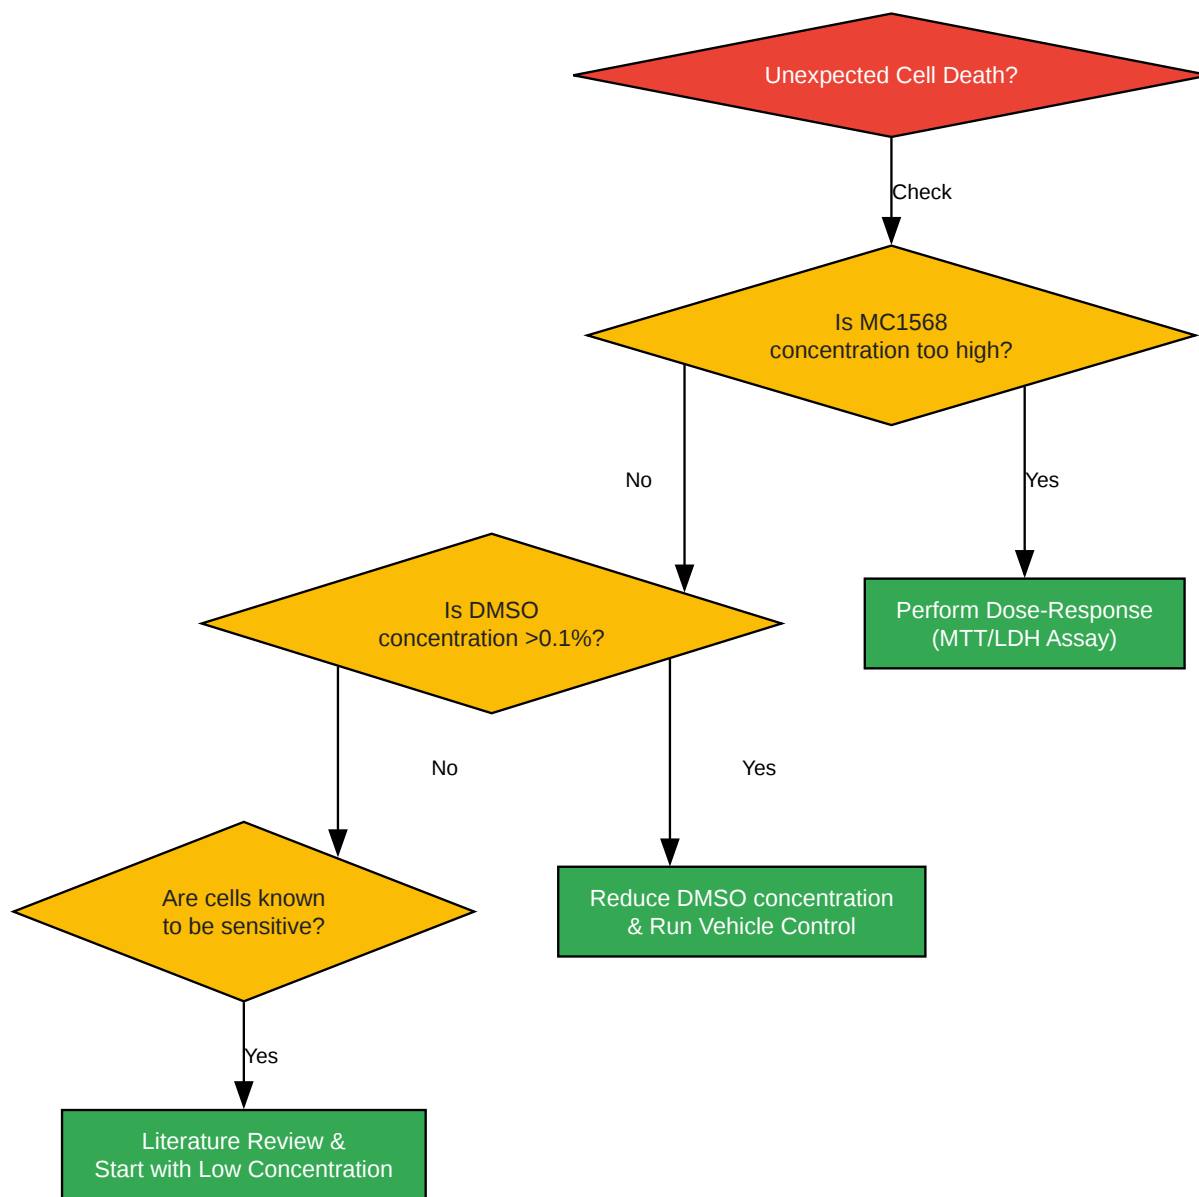 Unexpected Cell Death?
Check
Is MC1568
concentration too high?
No
Yes
Is DMSO
concentration >0.1%?
Perform Dose-Response
(MTT/LDH Assay)
No
Yes
Are cells known
to be sensitive?
Reduce DMSO concentration
& Run Vehicle Control
Yes
Literature Review &
Start with Low Concentration